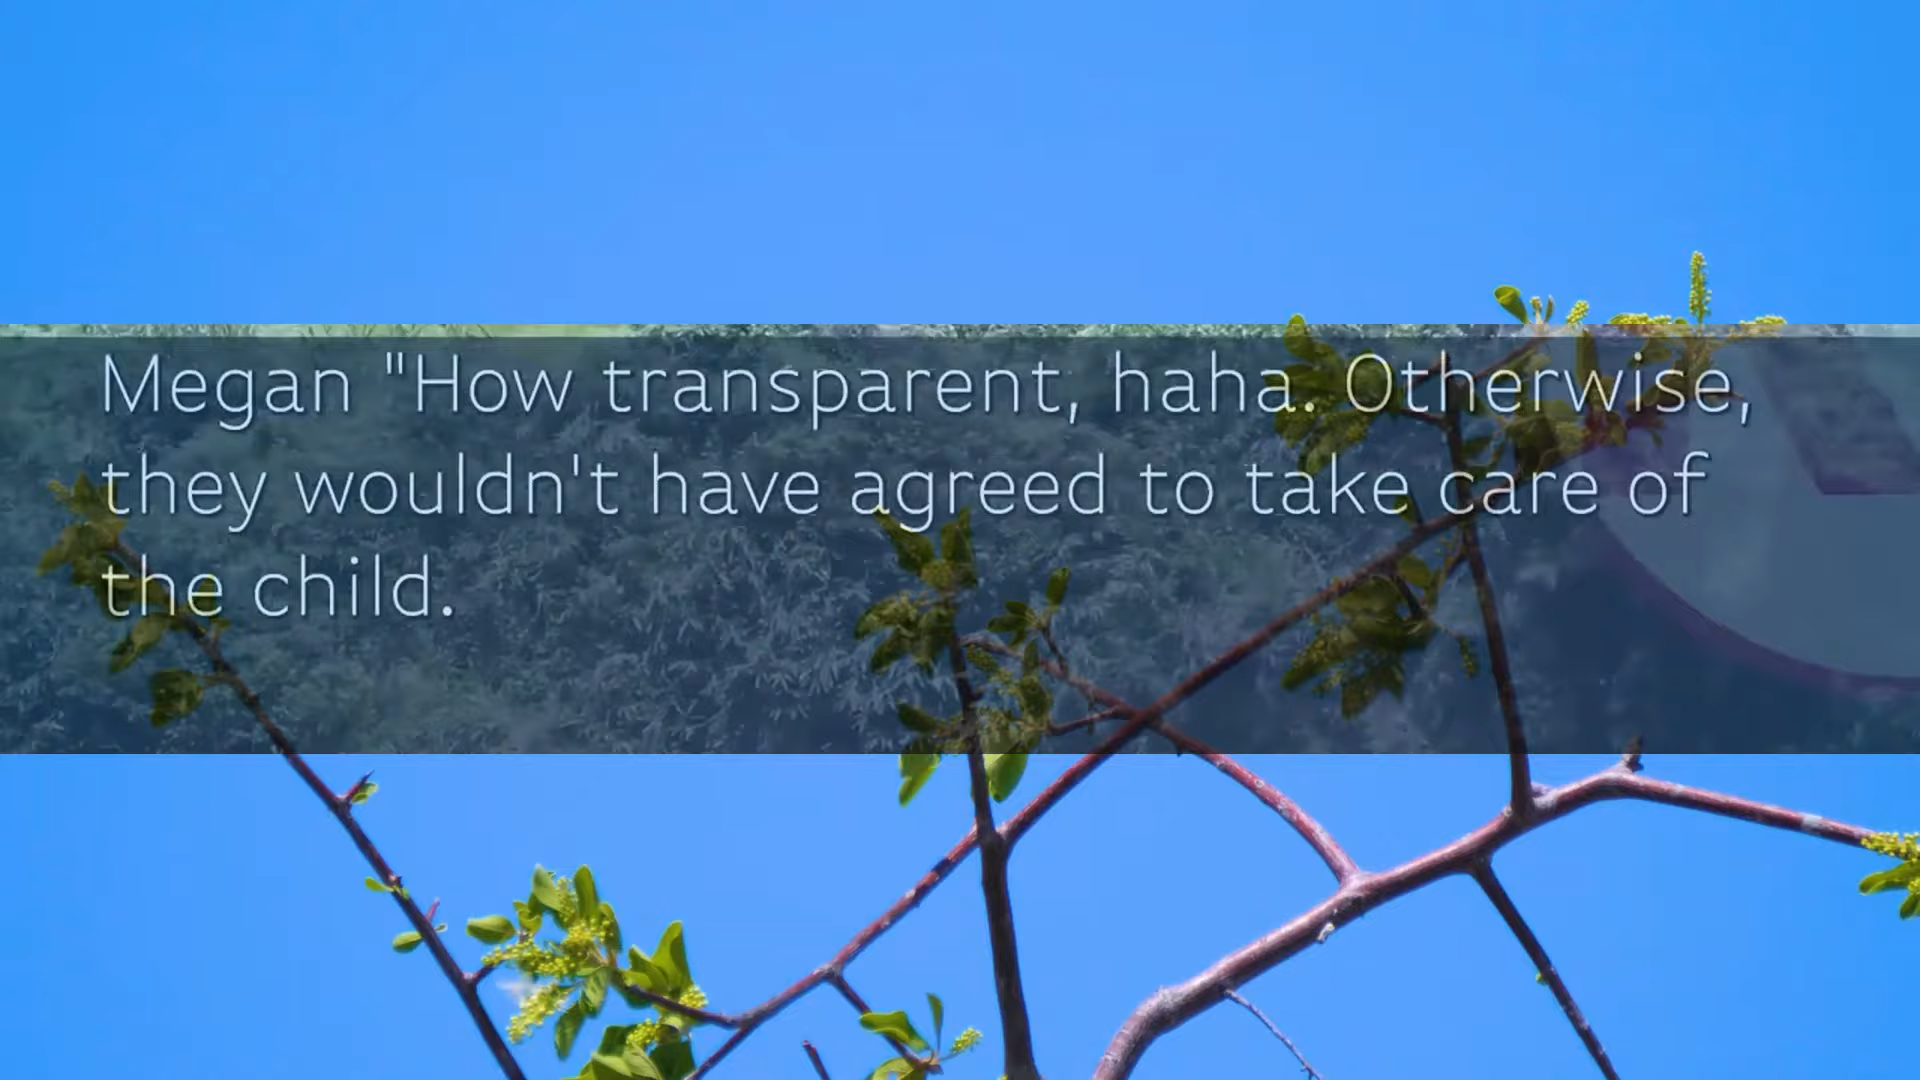 Megan "How transparent, haha. Otherwise,
they wouldn't have agreed to take care of
the child.